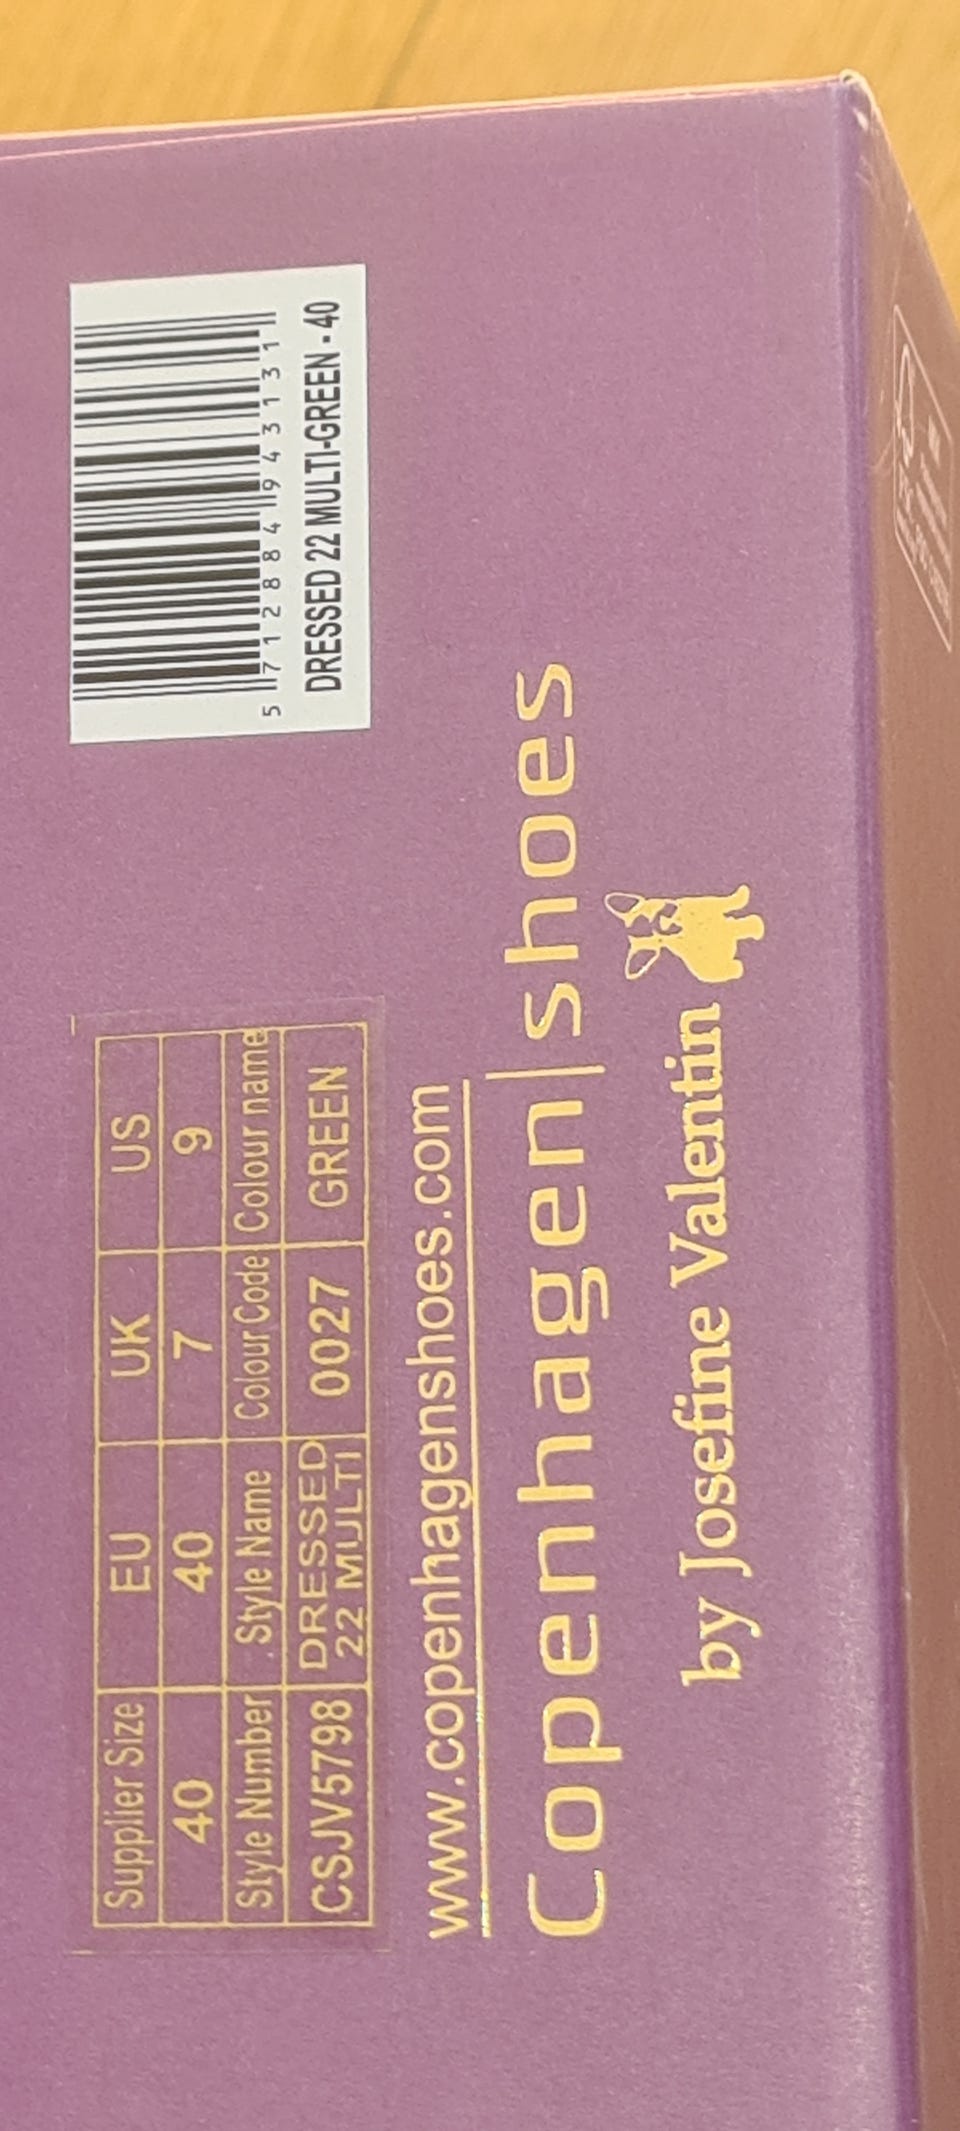 Supplier Size EU UK US
40 40 7 9
Style Number Style Name Colour Code Colour name
CSJV5798 DRESSED 22 MULTI 0027 GREEN
5 712884 943131
DRESSED 22 MULTI-GREEN - 40
www.copenhagenshoes.com
Copenhagen|shoes
by Josefine Valentin